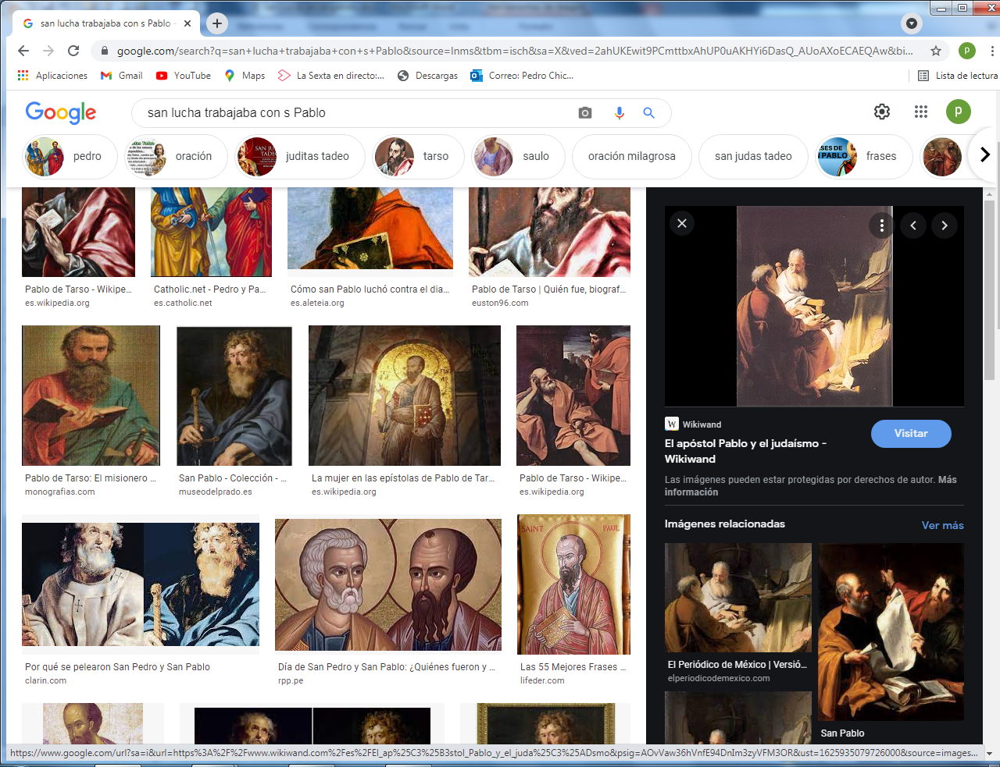 san lucha trabajaba con s Pablo -
google.com/search?q=san+lucha+trabajaba+con+s+Pablo&source=lnms&tbm=isch&sa=X&ved=2ahUKEwit9PCmttbxAhUP0uAKHYi6DasQ_AUoAXoECAEQAw&bi...
P
Aplicaciones
Gmail
YouTube
Maps
La Sexta en directo:...
Descargas
Correo: Pedro Chic...
Lista de lectura
Google
san lucha trabajaba con s Pablo
P
pedro
oración
juditas tadeo
tarso
saulo
oración milagrosa
san judas tadeo
frases
Pablo de Tarso - Wikipe...
es.wikipedia.org
Catholic.net - Pedro y Pa...
es.catholic.net
Cómo san Pablo luchó contra el dia...
es.aleteia.org
Pablo de Tarso | Quién fue, biograf...
euston96.com
Pablo de Tarso: El misionero ...
monografias.com
San Pablo - Colección - ...
museodelprado.es
La mujer en las epístolas de Pablo de Tar...
es.wikipedia.org
Pablo de Tarso - Wikipe...
es.wikipedia.org
SAINT PAUL
Por qué se pelearon San Pedro y San Pablo
clarin.com
Día de San Pedro y San Pablo: ¿Quiénes fueron y ...
rpp.pe
Las 55 Mejores Frases ...
lifeder.com
W Wikiwand
El apóstol Pablo y el judaísmo -
Wikiwand
Visitar
Las imágenes pueden estar protegidas por derechos de autor. Más
información
Imágenes relacionadas
Ver más
El Periódico de México | Versió...
elperiodicodemexico.com
San Pablo
https://www.google.com/url?sa=i&url=https%3A%2F%2Fwww.wikiwand.com%2Fes%2FEl_ap%25C3%25B3stol_Pablo_y_el_juda%25C3%25ADsmo&psig=AOvVaw36hVnfE94DnIm3zyVFM3OR&ust=1625935079726000&source=images...